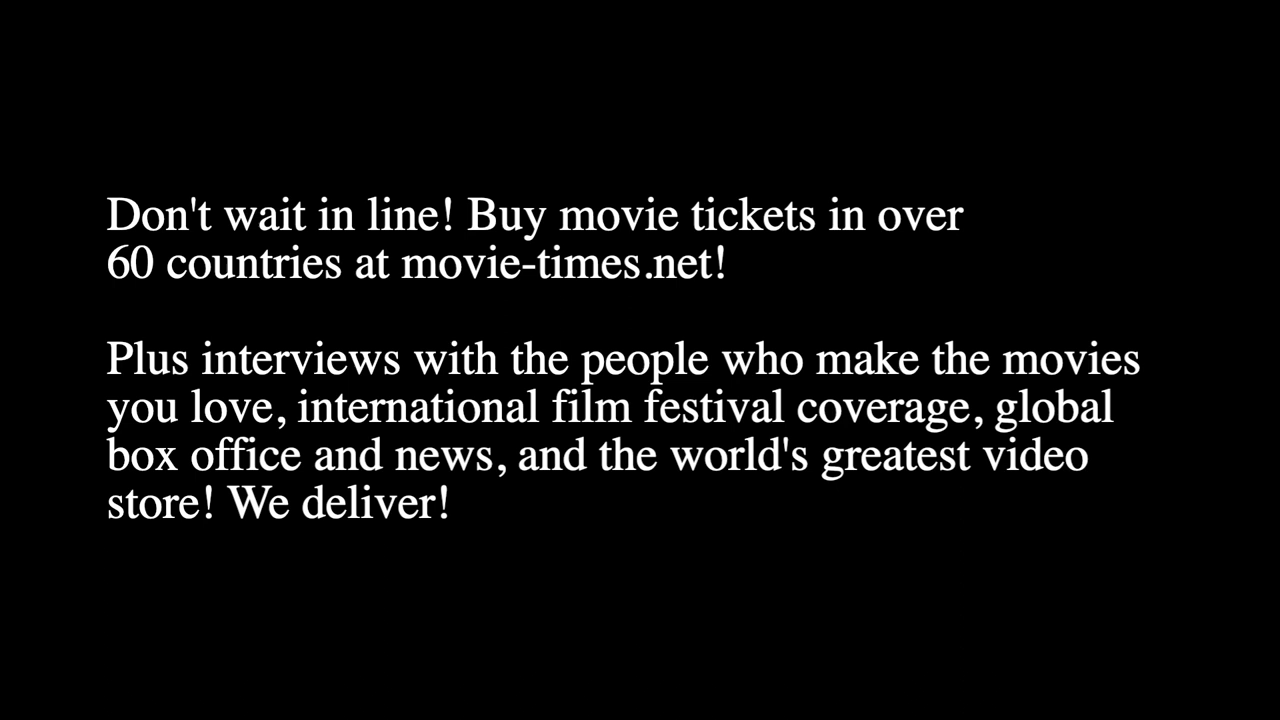 Don't wait in line! Buy movie tickets in over
60 countries at movie-times.net!
Plus interviews with the people who make the movies
you love, international film festival coverage, global
box office and news, and the world's greatest video
store! We deliver!